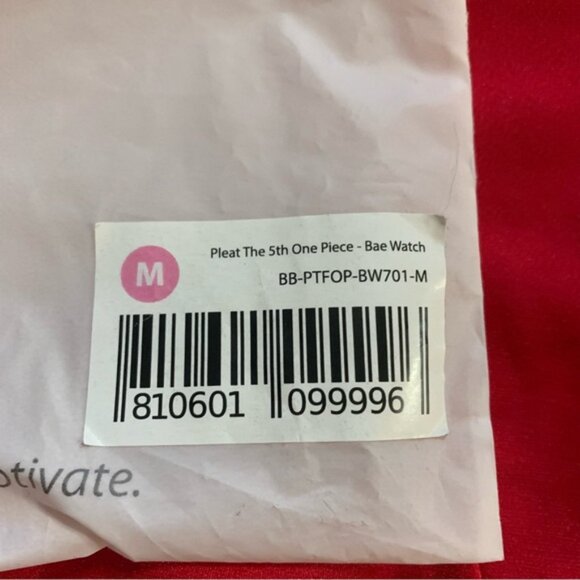 M
Pleat The 5th One Piece - Bae Watch
BB-PTFOP-BW701-M
810601 099996
otivate.